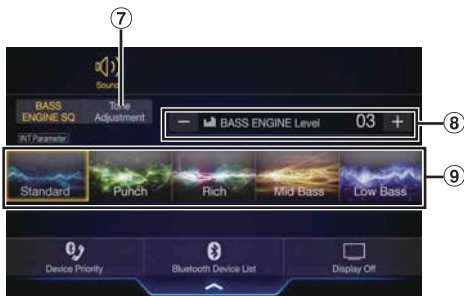 7
Sound
BASS
ENGINE SQ
Tone
Adjustment
INT Parameter
− BASS ENGINE Level 03 +
8
Standard
Punch
Rich
Mid Bass
Low Bass
9
Device Priority
Bluetooth Device List
Display Off